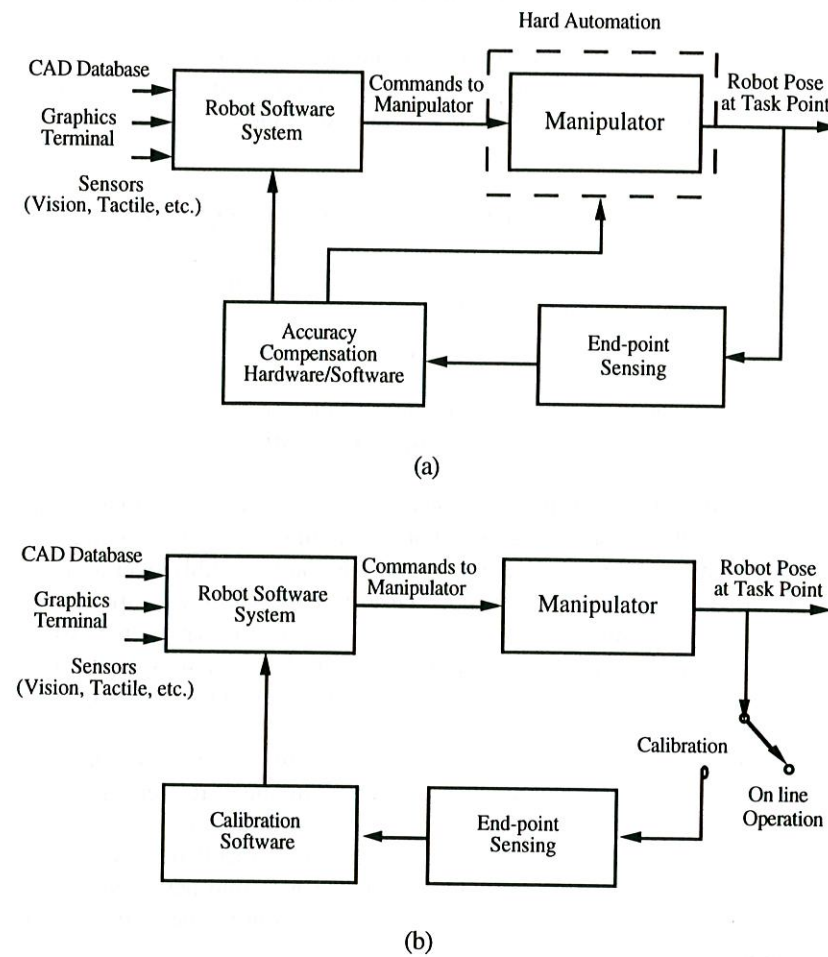 Hard Automation
CAD Database
Graphics
Terminal
Sensors
(Vision, Tactile, etc.)
Robot Software
System
Commands to
Manipulator
Manipulator
Robot Pose
at Task Point
Accuracy
Compensation
Hardware/Software
End-point
Sensing
(a)
CAD Database
Graphics
Terminal
Sensors
(Vision, Tactile, etc.)
Robot Software
System
Commands to
Manipulator
Manipulator
Robot Pose
at Task Point
Calibration
On line
Operation
Calibration
Software
End-point
Sensing
(b)